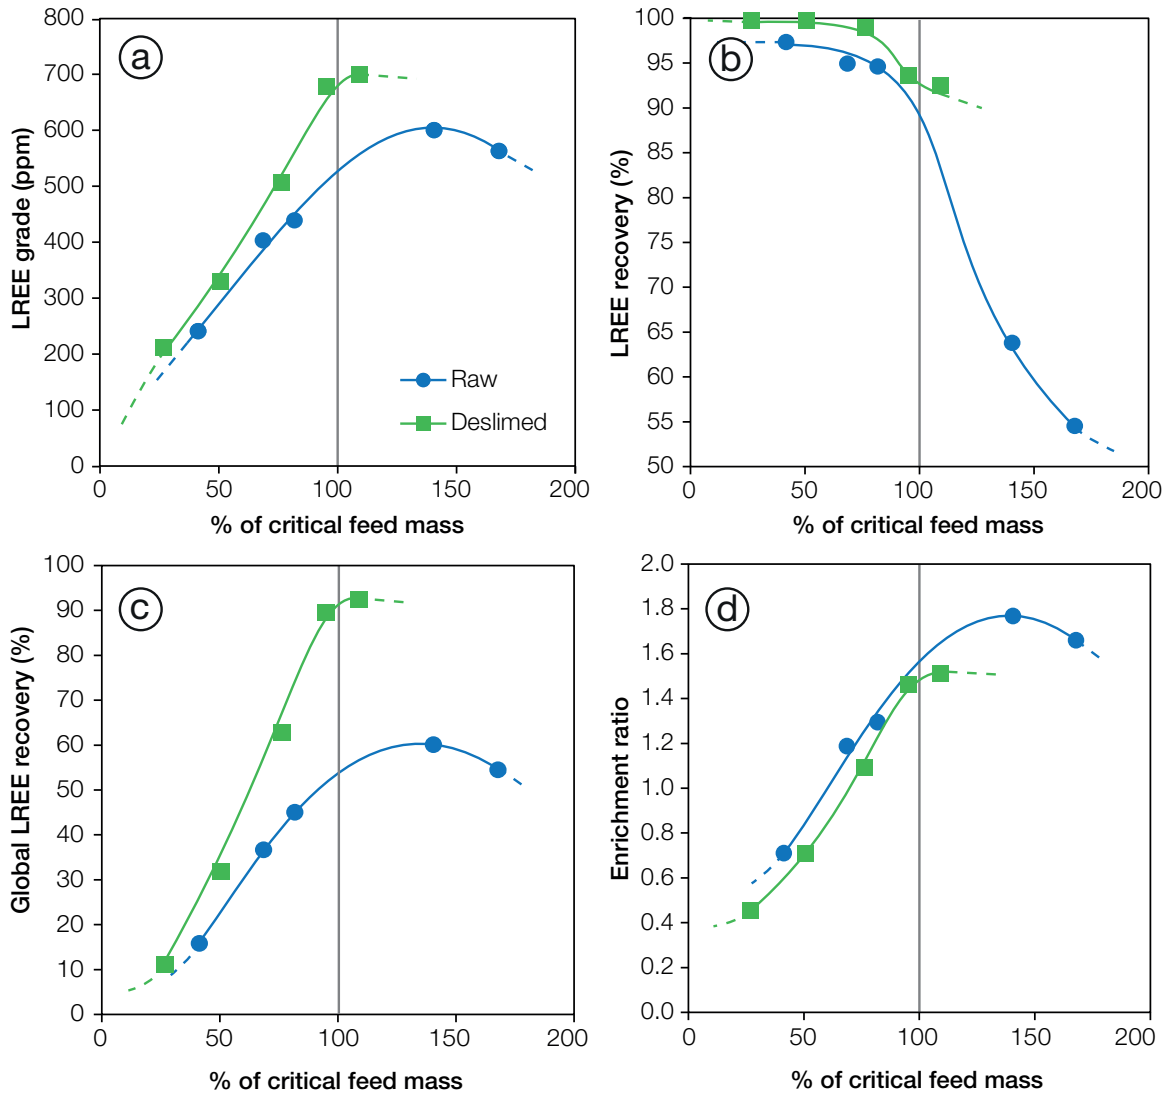 a
LREE grade (ppm)
800
700
600
500
400
300
200
100
0
0 50 100 150 200
% of critical feed mass
Raw
Deslimed
b
LREE recovery (%)
100
95
90
85
80
75
70
65
60
55
50
0 50 100 150 200
% of critical feed mass
c
Global LREE recovery (%)
100
90
80
70
60
50
40
30
20
10
0
0 50 100 150 200
% of critical feed mass
d
Enrichment ratio
2.0
1.8
1.6
1.4
1.2
1.0
0.8
0.6
0.4
0.2
0.0
0 50 100 150 200
% of critical feed mass